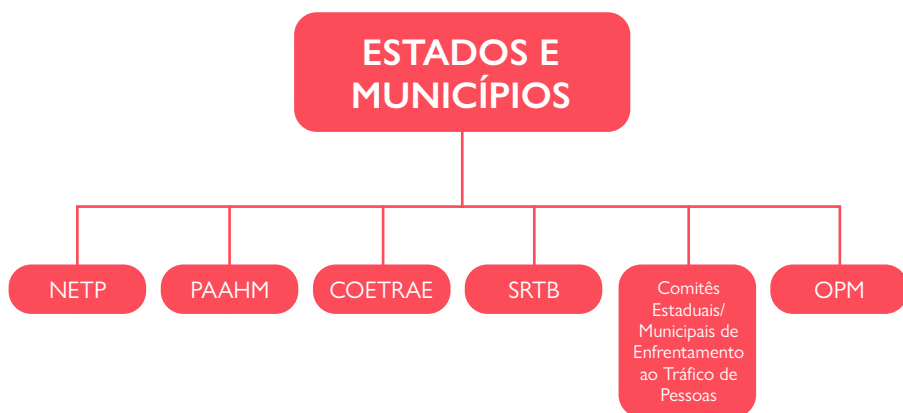 ESTADOS E
MUNICÍPIOS
NETP
PAAHM
COETRAE
SRTB
Comitês
Estaduais/
Municipais de
Enfrentamento
ao Tráfico de
Pessoas
OPM